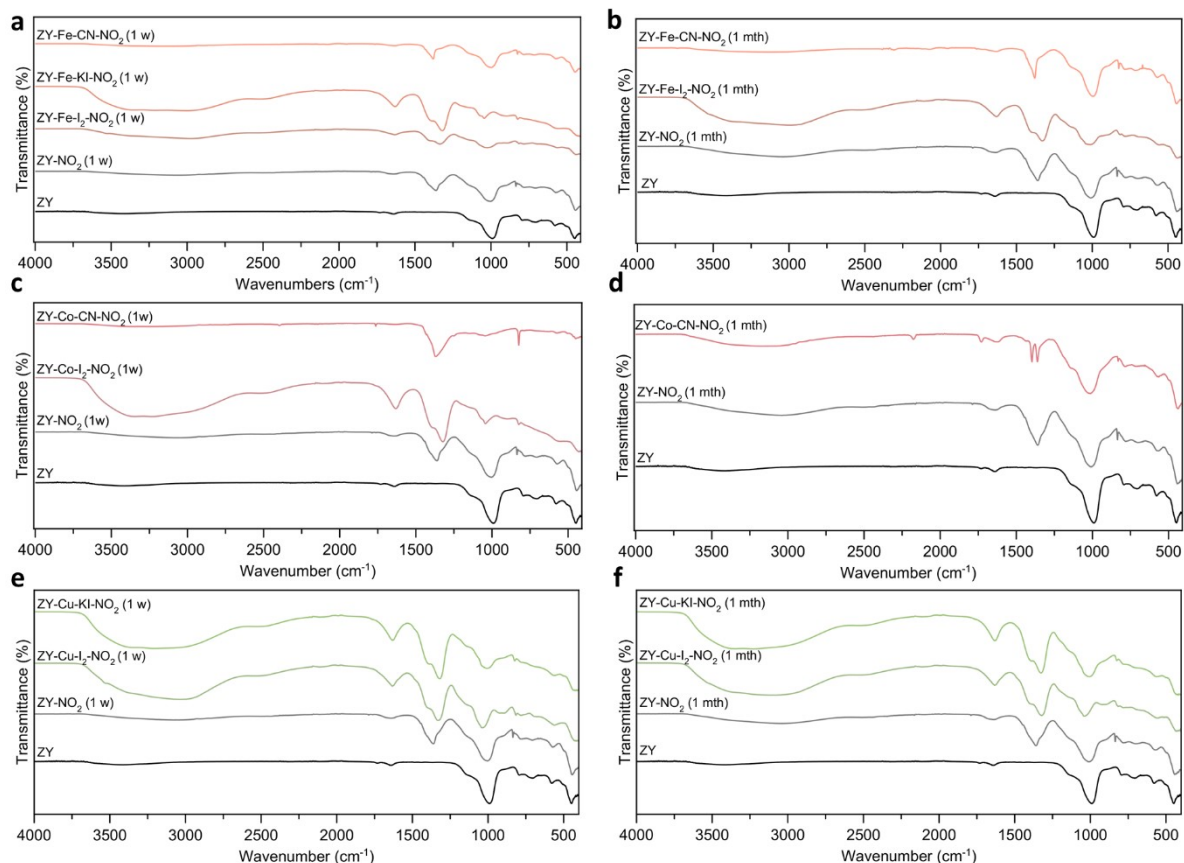 a
ZY-Fe-CN-NO₂ (1 w)
ZY-Fe-KI-NO₂ (1 w)
ZY-Fe-I₂-NO₂ (1 w)
ZY-NO₂ (1 w)
ZY
Transmittance (%)
4000 3500 3000 2500 2000 1500 1000 500
Wavenumbers (cm⁻¹)
b
ZY-Fe-CN-NO₂ (1 mth)
ZY-Fe-I₂-NO₂ (1 mth)
ZY-NO₂ (1 mth)
ZY
Transmittance (%)
4000 3500 3000 2500 2000 1500 1000 500
Wavenumber (cm⁻¹)
c
ZY-Co-CN-NO₂ (1w)
ZY-Co-I₂-NO₂ (1w)
ZY-NO₂ (1w)
ZY
Transmittance (%)
4000 3500 3000 2500 2000 1500 1000 500
Wavenumber (cm⁻¹)
d
ZY-Co-CN-NO₂ (1 mth)
ZY-NO₂ (1 mth)
ZY
Transmittance (%)
4000 3500 3000 2500 2000 1500 1000 500
Wavenumber (cm⁻¹)
e
ZY-Cu-KI-NO₂ (1 w)
ZY-Cu-I₂-NO₂ (1 w)
ZY-NO₂ (1 w)
ZY
Transmittance (%)
4000 3500 3000 2500 2000 1500 1000 500
Wavenumber (cm⁻¹)
f
ZY-Cu-KI-NO₂ (1 mth)
ZY-Cu-I₂-NO₂ (1 mth)
ZY-NO₂ (1 mth)
ZY
Transmittance (%)
4000 3500 3000 2500 2000 1500 1000 500
Wavenumber (cm⁻¹)